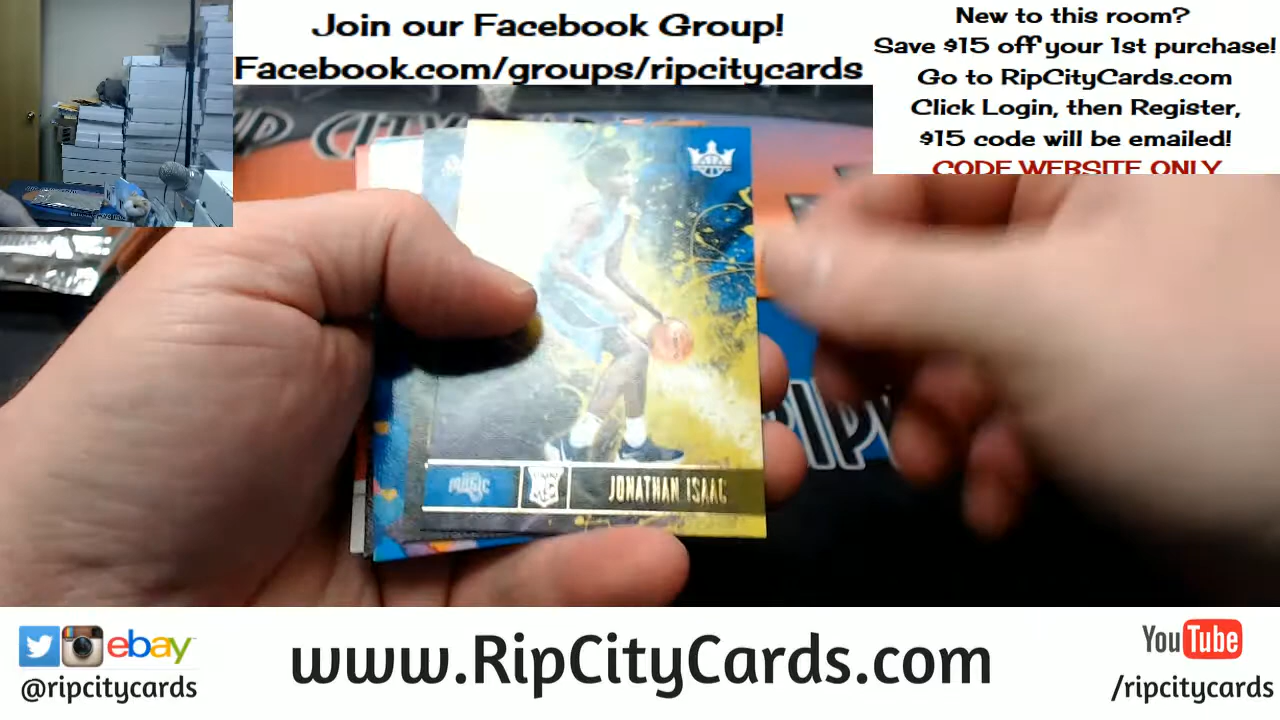 Join our Facebook Group!
Facebook.com/groups/ripcitycards
New to this room?
Save $15 off your 1st purchase!
Go to RipCityCards.com
Click Login, then Register,
$15 code will be emailed!
CODE WEBSITE ONLY
MAGIC
JONATHAN ISAAC
RIP
ebay
@ripcitycards
www.RipCityCards.com
YouTube
/ripcitycards